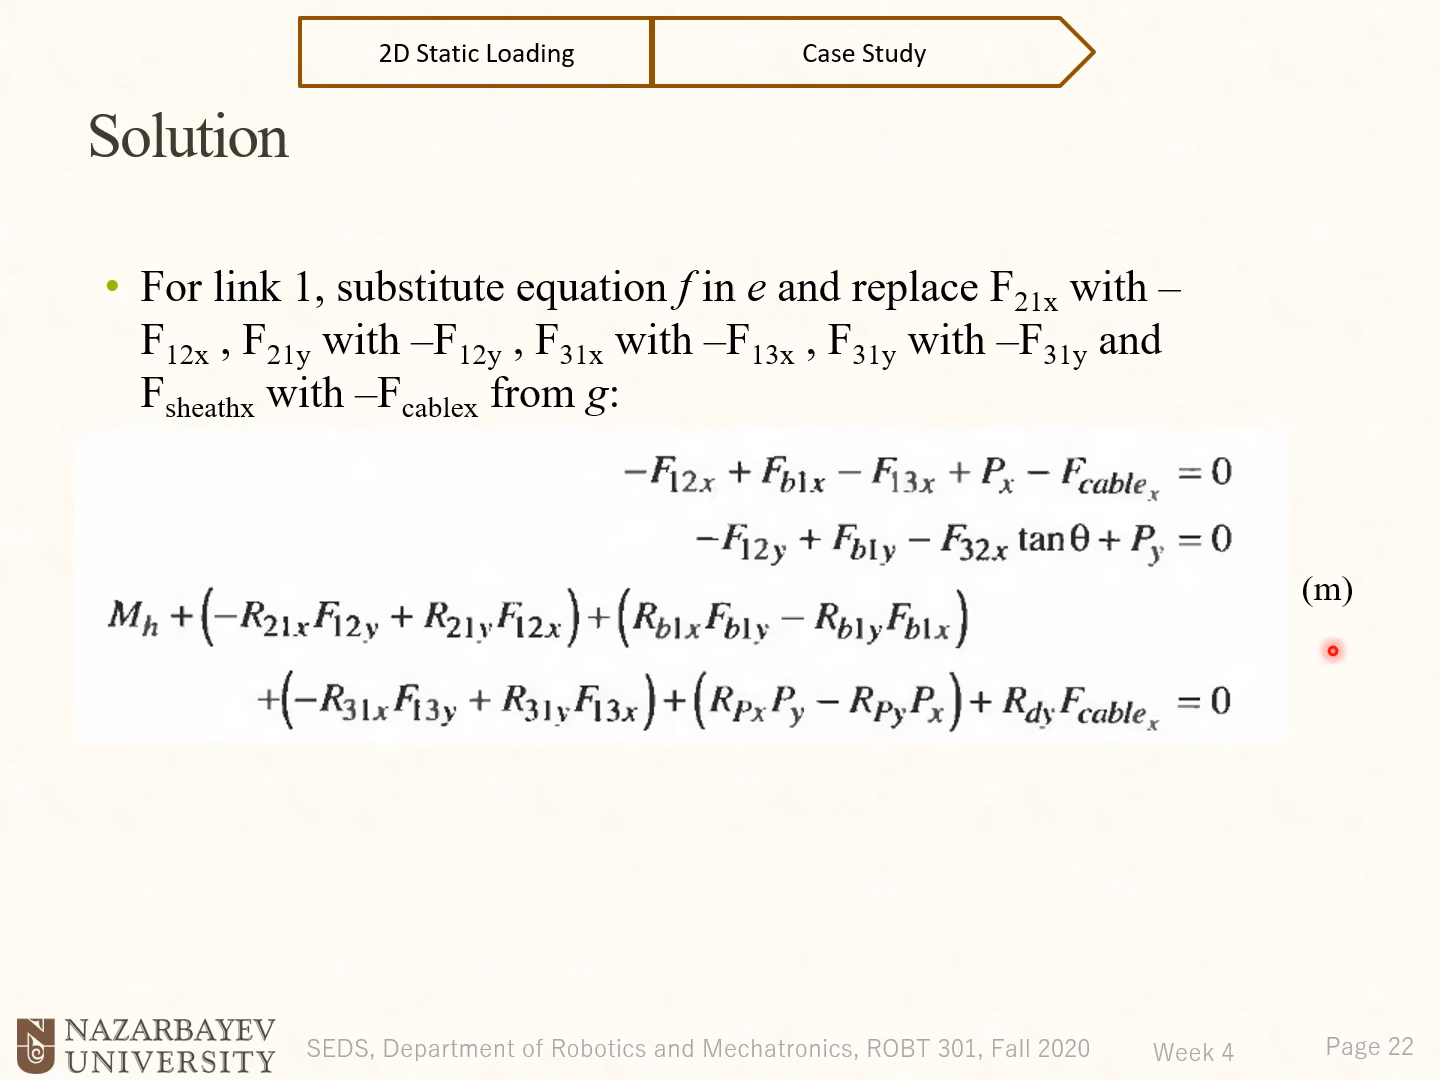 2D Static Loading
Case Study
Solution
• For link 1, substitute equation f in e and replace F21x with –
F12x , F21y with –F12y , F31x with –F13x , F31y with –F31y and
Fsheathx with –Fcablex from g:
−F12x + Fb1x − F13x + Px − Fcablex = 0
−F12y + Fb1y − F32x tan θ + Py = 0
(m)
Mh + (−R21xF12y + R21yF12x) + (Rb1xFb1y − Rb1yFb1x)
+(−R31xF13y + R31yF13x) + (RPxPy − RPyPx) + RdyFcablex = 0
NAZARBAYEV
UNIVERSITY
SEDS, Department of Robotics and Mechatronics, ROBT 301, Fall 2020
Week 4
Page 22